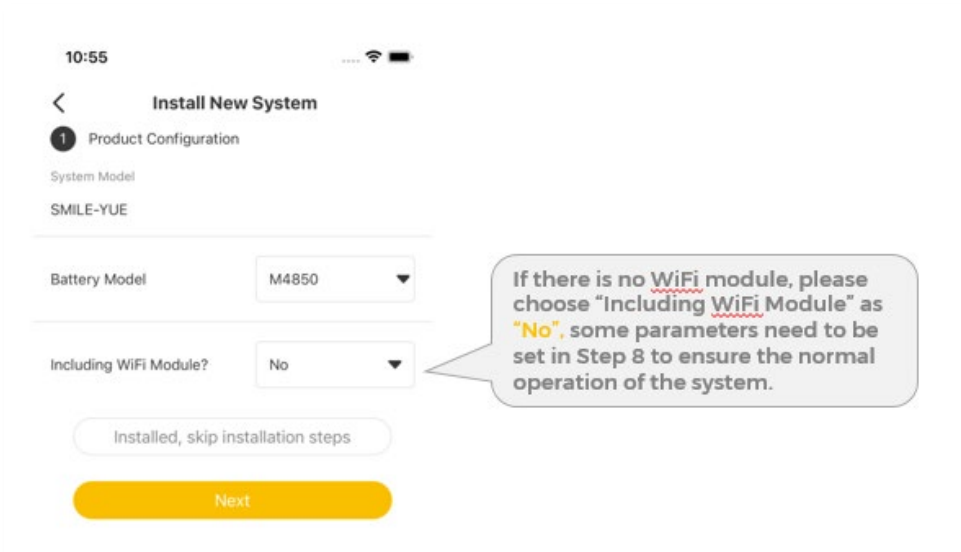 10:55
Install New System
1 Product Configuration
System Model
SMILE-YUE
Battery Model M4850
Including WiFi Module? No
Installed, skip installation steps
Next
If there is no WiFi module, please
choose “Including WiFi Module” as
“No”, some parameters need to be
set in Step 8 to ensure the normal
operation of the system.